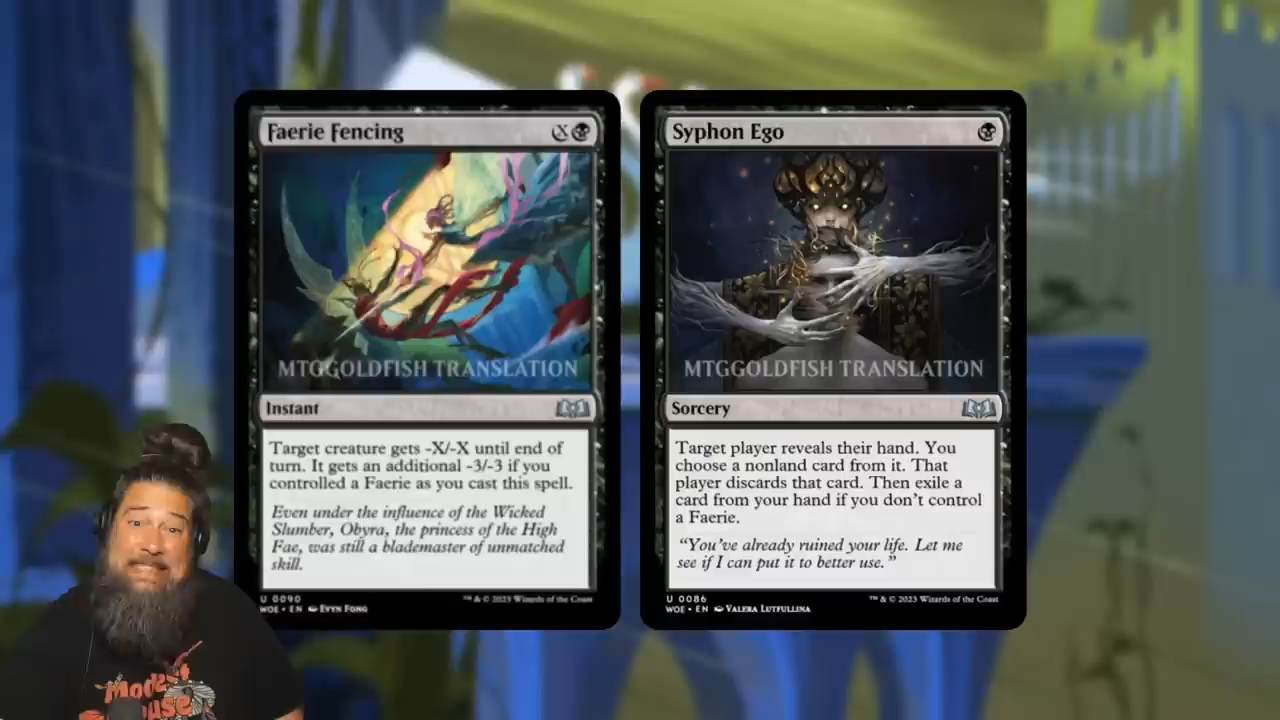 Faerie Fencing
X
MTGGOLDFISH TRANSLATION
Instant
Target creature gets -X/-X until end of
turn. It gets an additional -3/-3 if you
controlled a Faerie as you cast this spell.
Even under the influence of the Wicked
Slumber, Obyra, the princess of the High
Fae, was still a blademaster of unmatched
skill.
U 0090
WOE • EN Evyn Fong
™ & © 2023 Wizards of the Coast
Syphon Ego
MTGGOLDFISH TRANSLATION
Sorcery
Target player reveals their hand. You
choose a nonland card from it. That
player discards that card. Then exile a
card from your hand if you don't control
a Faerie.
"You've already ruined your life. Let me
see if I can put it to better use."
U 0086
WOE • EN Valera Lutfullina
™ & © 2023 Wizards of the Coast
Modest
ouse